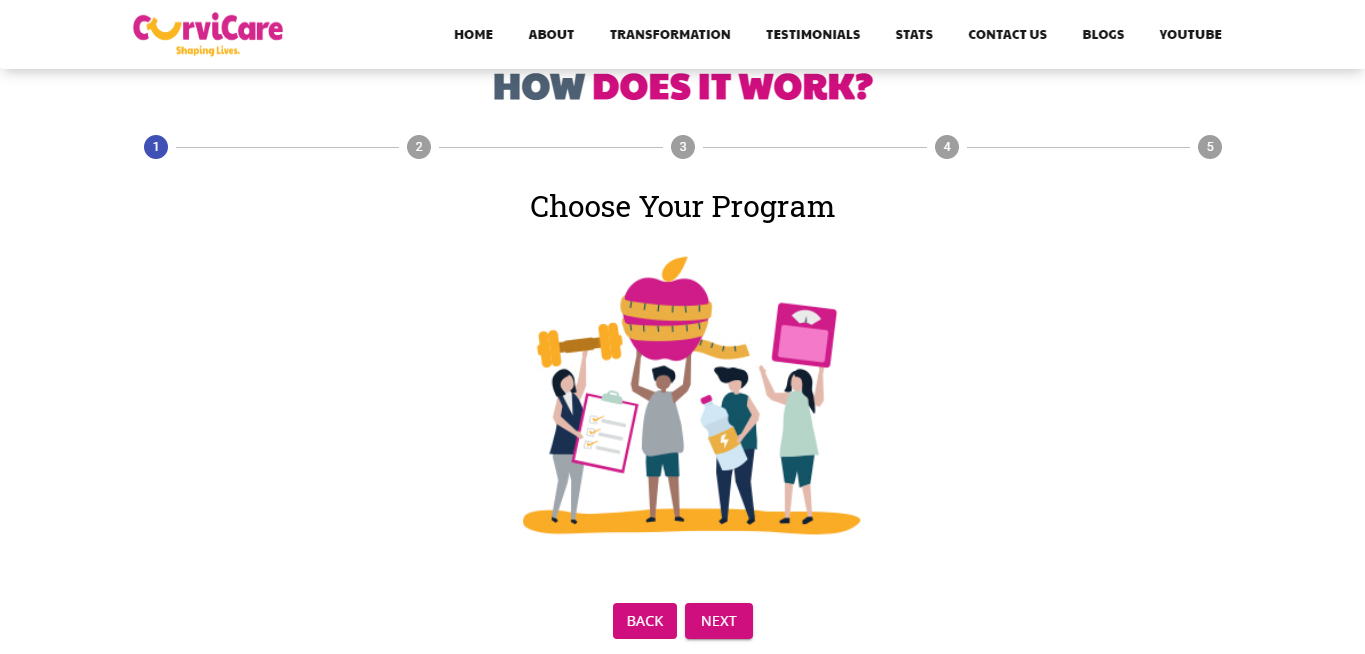 CurviCare
Shaping Lives.
HOME ABOUT TRANSFORMATION TESTIMONIALS STATS CONTACT US BLOGS YOUTUBE
HOW DOES IT WORK?
1 2 3 4 5
Choose Your Program
BACK NEXT